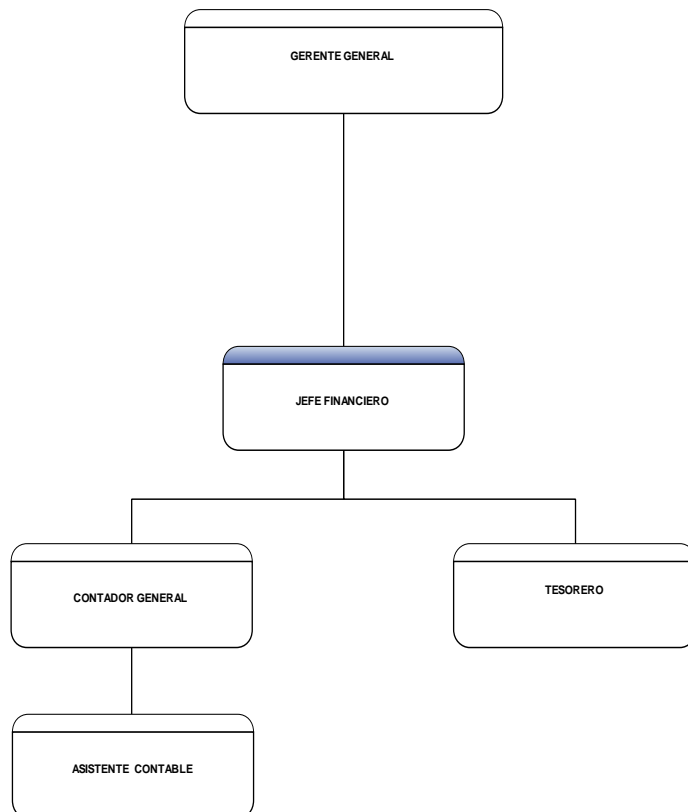 GERENTE GENERAL
JEFE FINANCIERO
CONTADOR GENERAL
TESORERO
ASISTENTE CONTABLE